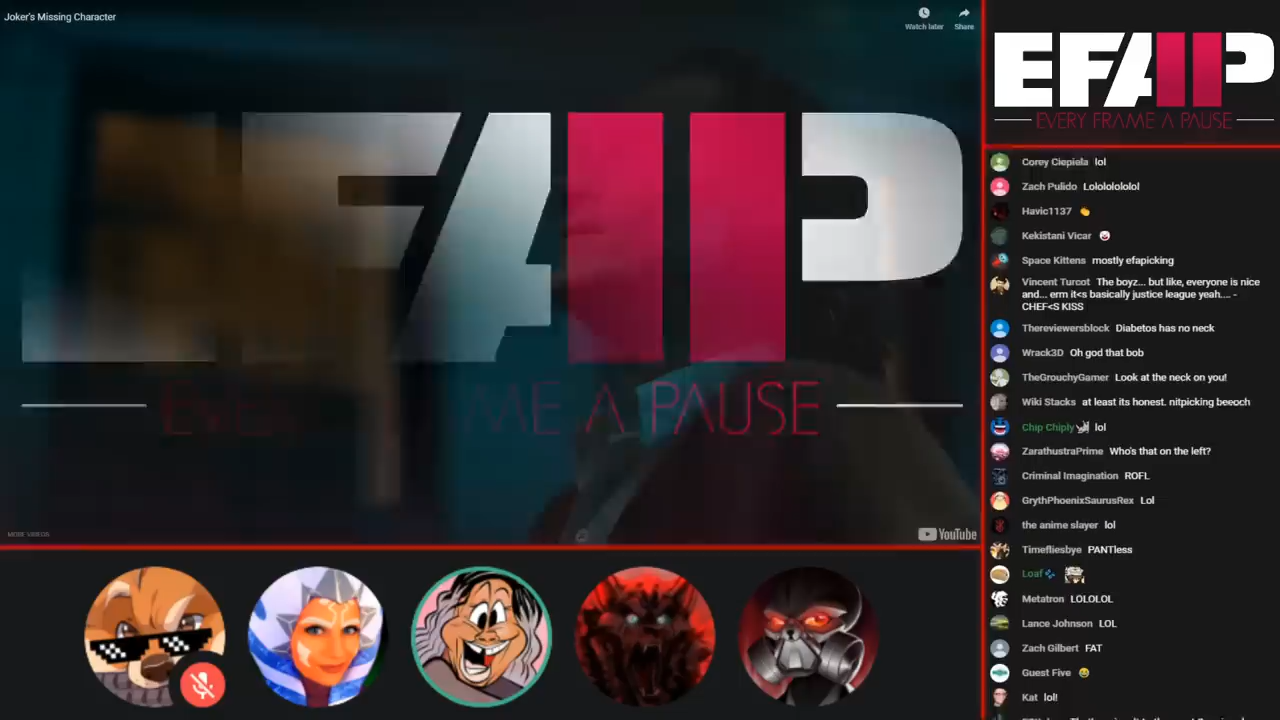 Joker's Missing Character
Watch later
Share
EFAP
EVERY FRAME A PAUSE
FAP
EVE ME A PAUSE
MORE VIDEOS
YouTube
Corey Ciepiela lol
Zach Pulido Lolololololol
Havic1137 👏
Kekistani Vicar 🤡
Space Kittens mostly efapicking
Vincent Turcot The boyz... but like, everyone is nice
and... erm it<s basically justice league yeah.... -
CHEF<S KISS
Thereviewersblock Diabetos has no neck
Wrack3D Oh god that bob
TheGrouchyGamer Look at the neck on you!
Wiki Stacks at least its honest. nitpicking beeoch
Chip Chiply lol
ZarathustraPrime Who's that on the left?
Criminal Imagination ROFL
GrythPhoenixSaurusRex Lol
the anime slayer lol
Timefliesbye PANTless
Loaf
Metatron LOLOLOL
Lance Johnson LOL
Zach Gilbert FAT
Guest Five 😂
Kat lol!